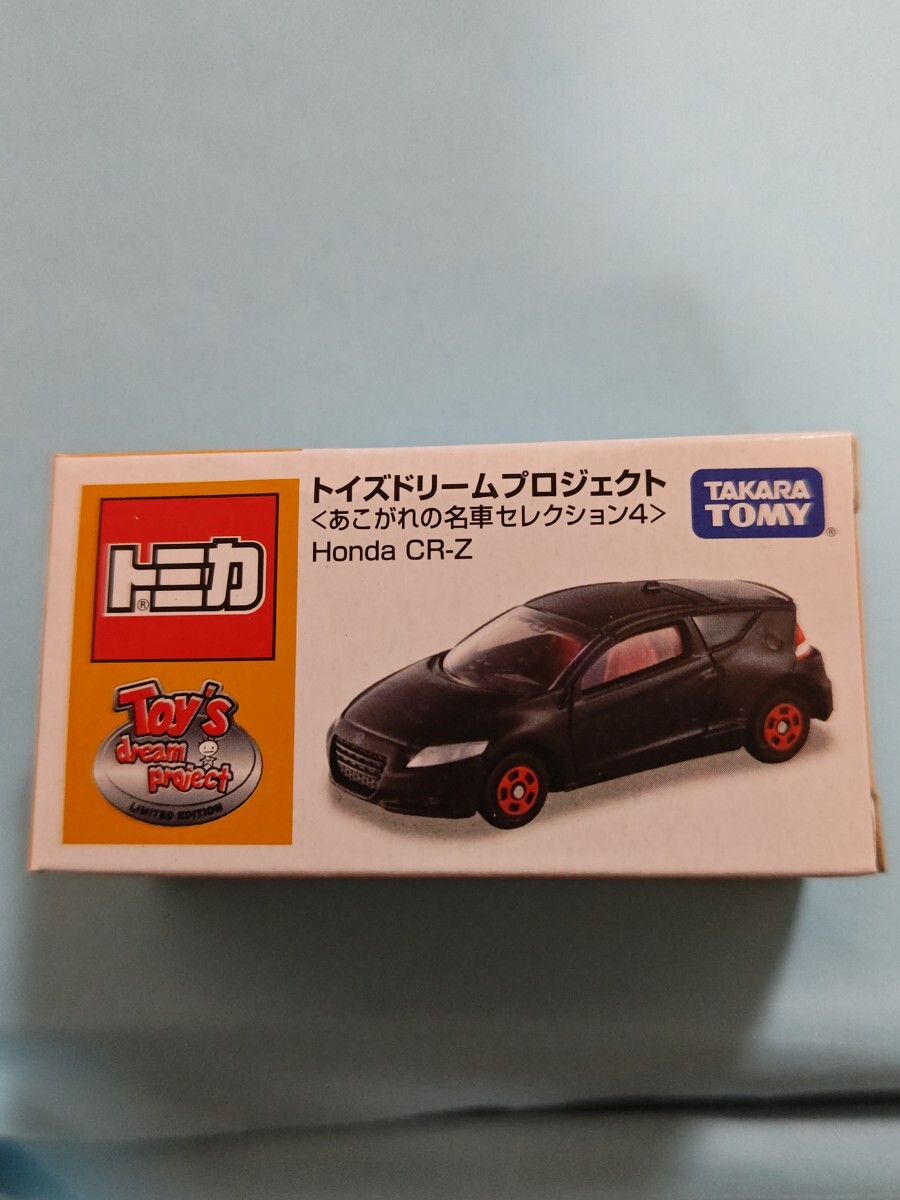 トミカ®
Toy's
dream
project
LIMITED EDITION
トイズドリームプロジェクト
<あこがれの名車セレクション4>
Honda CR-Z
TAKARA
TOMY®